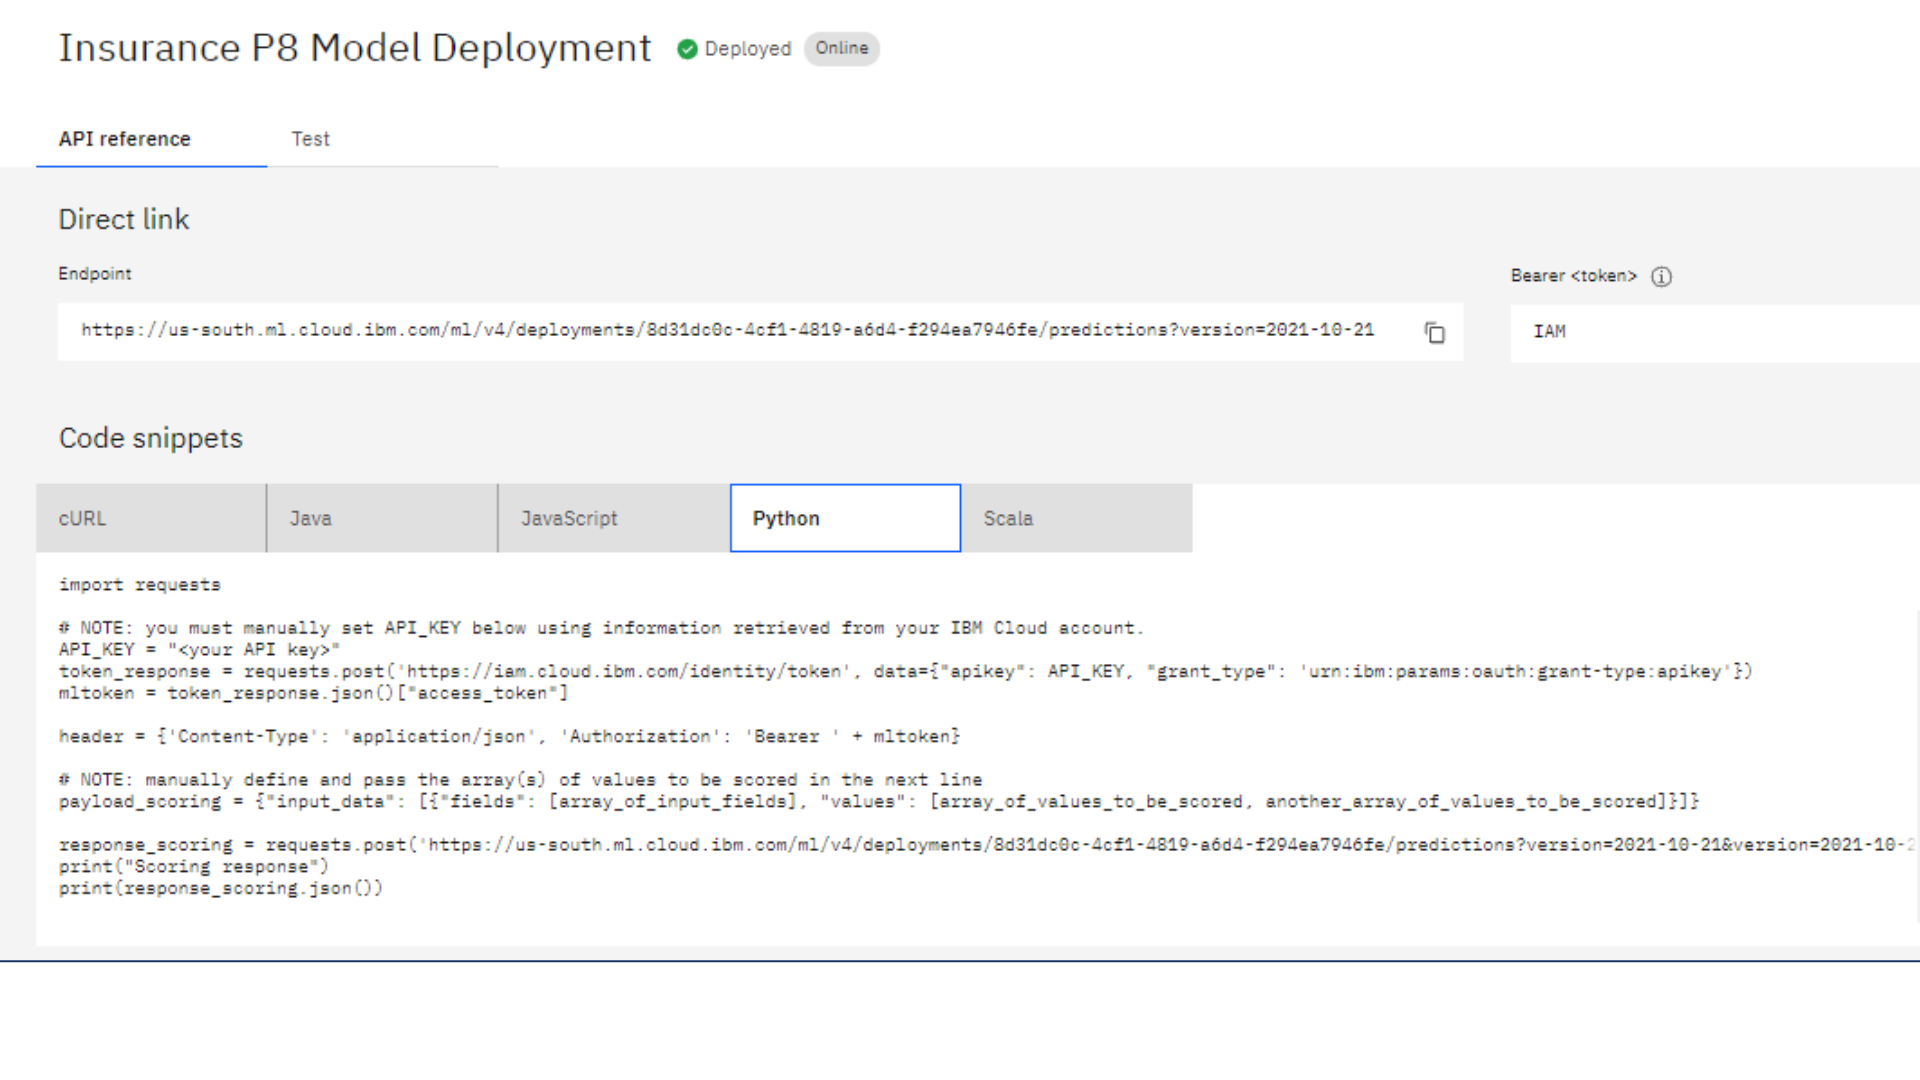 Insurance P8 Model Deployment Deployed Online
API reference Test
Direct link
Endpoint
Bearer <token>
https://us-south.ml.cloud.ibm.com/ml/v4/deployments/8d31dc0c-4cf1-4819-a6d4-f294ea7946fe/predictions?version=2021-10-21
IAM
Code snippets
cURL Java JavaScript Python Scala
import requests
# NOTE: you must manually set API_KEY below using information retrieved from your IBM Cloud account.
API_KEY = "<your API key>"
token_response = requests.post('https://iam.cloud.ibm.com/identity/token', data={"apikey": API_KEY, "grant_type": 'urn:ibm:params:oauth:grant-type:apikey'})
mltoken = token_response.json()["access_token"]
header = {'Content-Type': 'application/json', 'Authorization': 'Bearer ' + mltoken}
# NOTE: manually define and pass the array(s) of values to be scored in the next line
payload_scoring = {"input_data": [{"fields": [array_of_input_fields], "values": [array_of_values_to_be_scored, another_array_of_values_to_be_scored]}]}
response_scoring = requests.post('https://us-south.ml.cloud.ibm.com/ml/v4/deployments/8d31dc0c-4cf1-4819-a6d4-f294ea7946fe/predictions?version=2021-10-21&version=2021-10-2
print("Scoring response")
print(response_scoring.json())